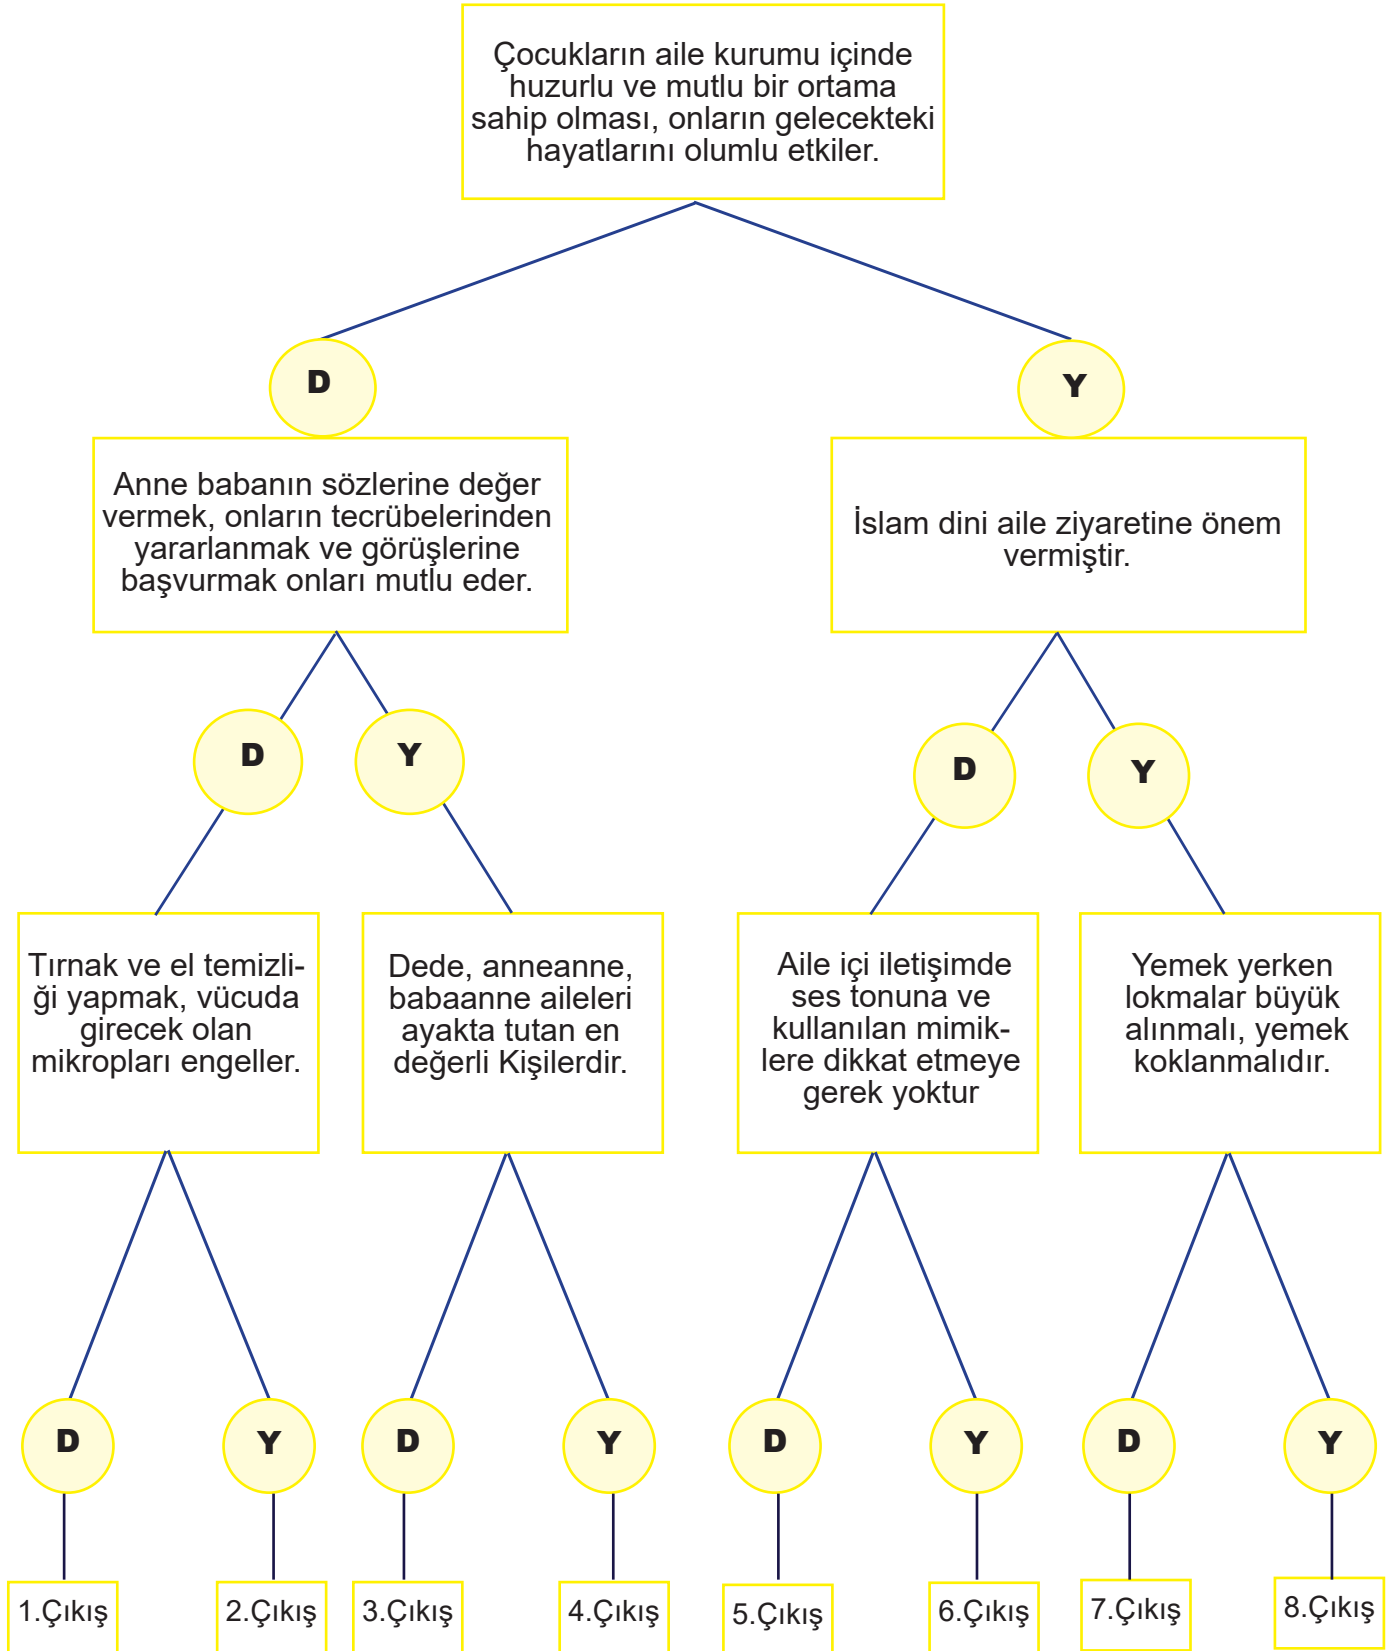 Çocukların aile kurumu içinde
huzurlu ve mutlu bir ortama
sahip olması, onların gelecekteki
hayatlarını olumlu etkiler.
D
Y
Anne babanın sözlerine değer
vermek, onların tecrübelerinden
yararlanmak ve görüşlerine
başvurmak onları mutlu eder.
İslam dini aile ziyaretine önem
vermiştir.
D
Y
D
Y
Tırnak ve el temizli-
ği yapmak, vücuda
girecek olan
mikropları engeller.
Dede, anneanne,
babaanne aileleri
ayakta tutan en
değerli Kişilerdir.
Aile içi iletişimde
ses tonuna ve
kullanılan mimik-
lere dikkat etmeye
gerek yoktur
Yemek yerken
lokmalar büyük
alınmalı, yemek
koklanmalıdır.
D
Y
D
Y
D
Y
D
Y
1.Çıkış
2.Çıkış
3.Çıkış
4.Çıkış
5.Çıkış
6.Çıkış
7.Çıkış
8.Çıkış